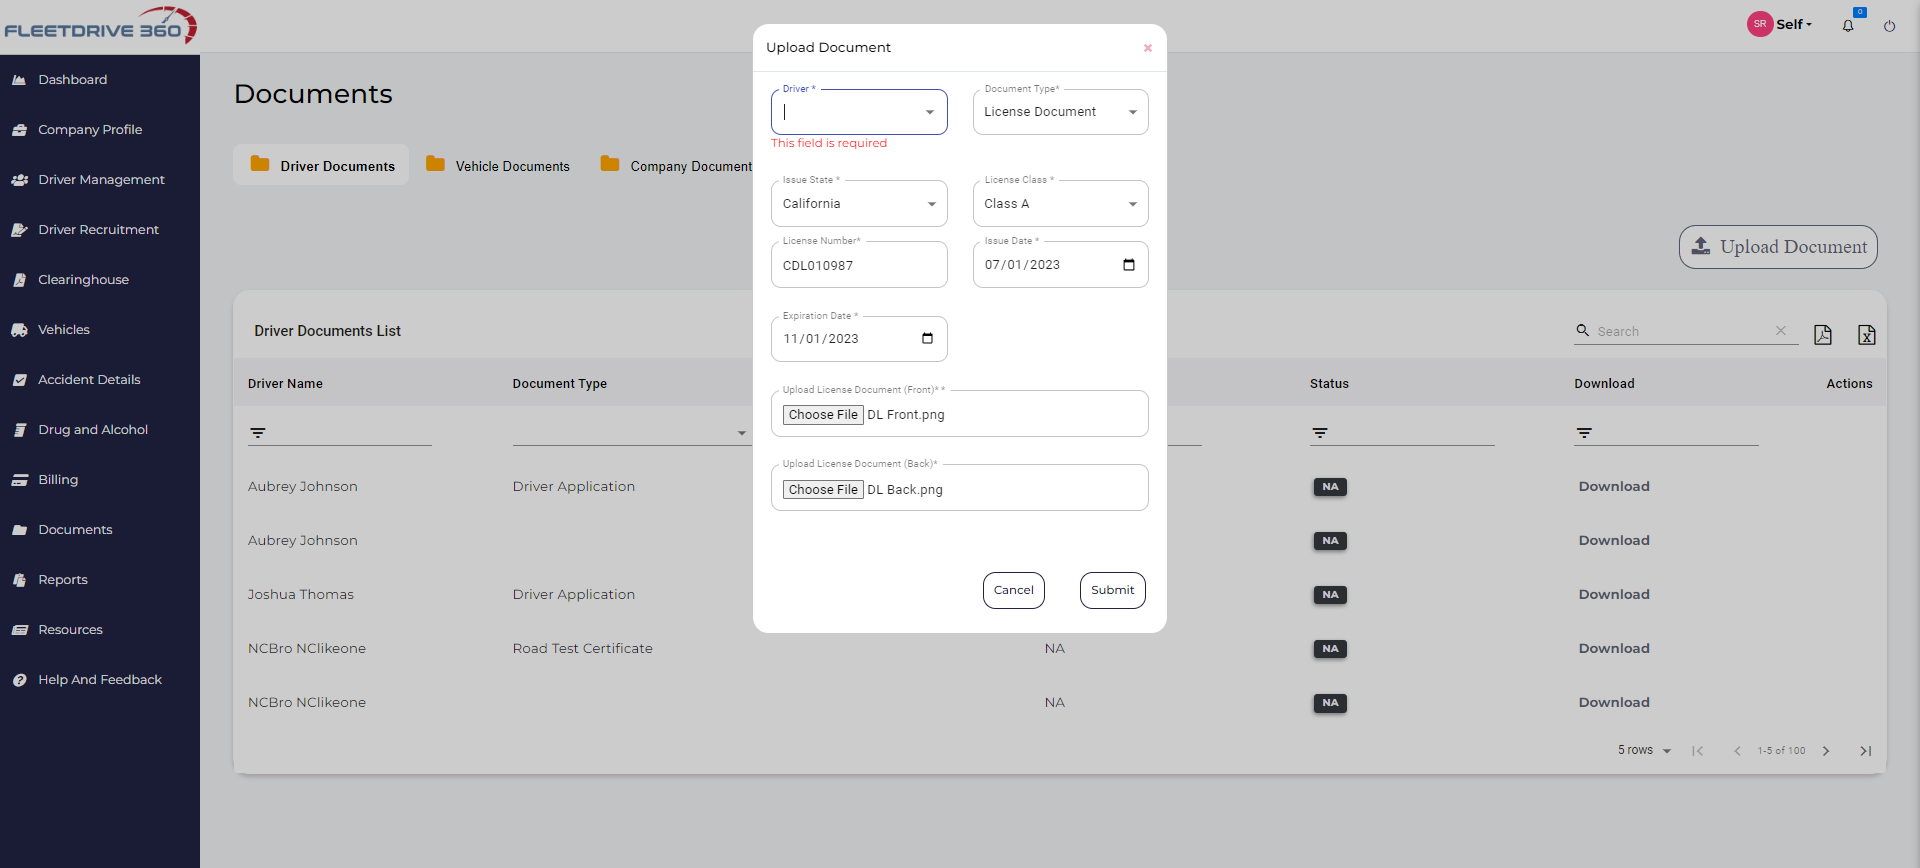 FLEETDRIVE 360
SR Self
0
Dashboard
Company Profile
Driver Management
Driver Recruitment
Clearinghouse
Vehicles
Accident Details
Drug and Alcohol
Billing
Documents
Reports
Resources
Help And Feedback
Documents
Driver Documents
Vehicle Documents
Company Document
Upload Document
Driver Documents List
Search
Driver Name
Document Type
Status
Download
Actions
Aubrey Johnson Driver Application NA Download
Aubrey Johnson NA Download
Joshua Thomas Driver Application NA Download
NCBro NClikeone Road Test Certificate NA NA Download
NCBro NClikeone NA NA Download
5 rows 1-5 of 100
Upload Document
Driver *
This field is required
Document Type*
License Document
Issue State *
California
License Class *
Class A
License Number*
CDL010987
Issue Date *
07/01/2023
Expiration Date *
11/01/2023
Upload License Document (Front)* *
Choose File DL Front.png
Upload License Document (Back)*
Choose File DL Back.png
Cancel
Submit